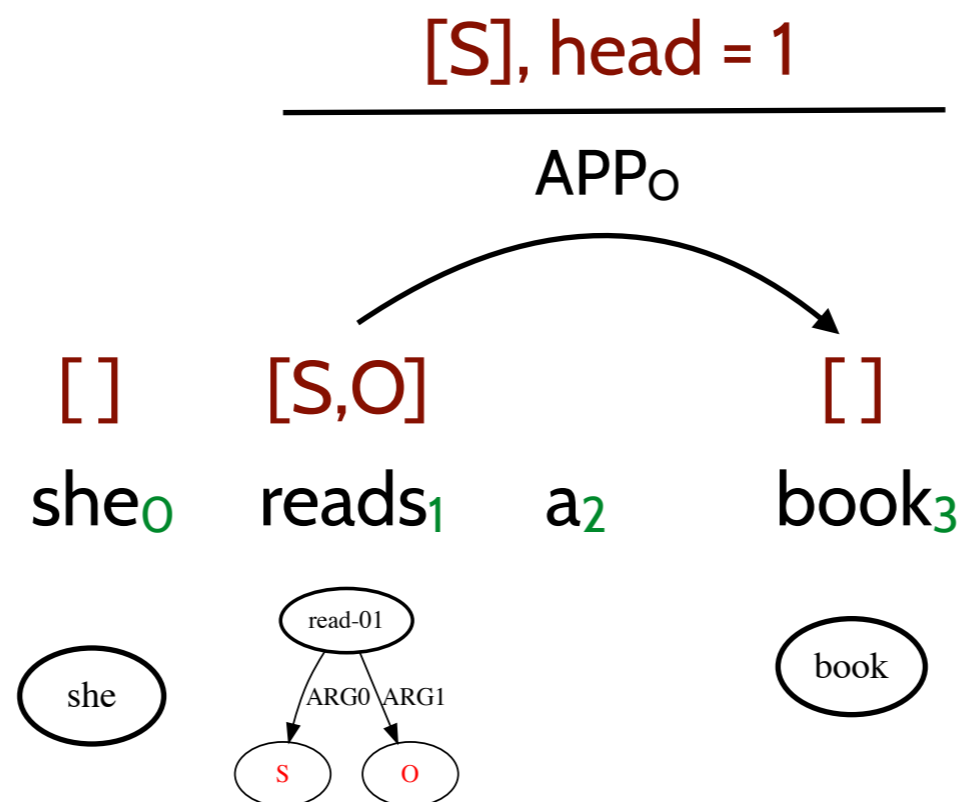 [S], head = 1
APP_O
[ ] [S,O] [ ]
she_0 reads_1 a_2 book_3
read-01
book
she
ARG0 ARG1
S O